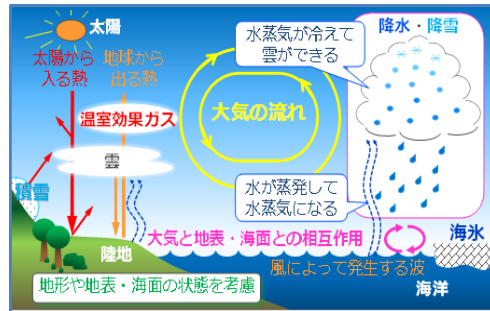 太陽
太陽から
入る熱
地球から
出る熱
水蒸気が冷えて
雲ができる
降水・降雪
温室効果ガス
大気の流れ
雲
積雪
水が蒸発して
水蒸気になる
陸地
大気と地表・海面との相互作用
海氷
風によって発生する波
地形や地表・海面の状態を考慮
海洋